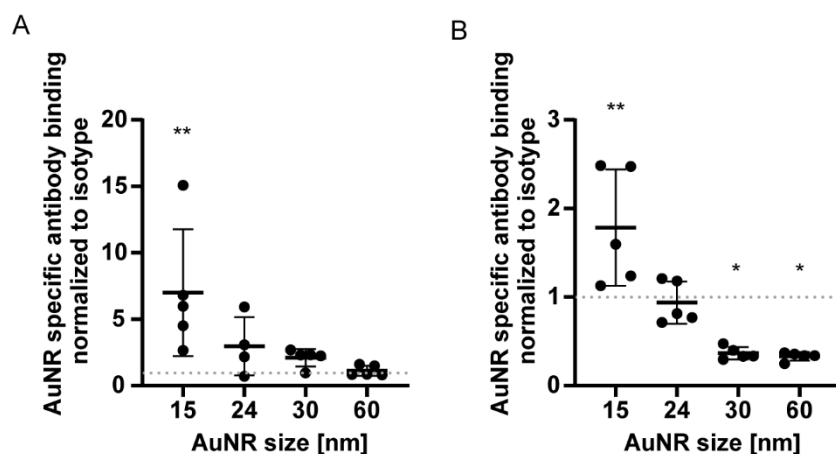 A
AuNR specific antibody binding
normalized to isotype
20
15
10
5
0
**
15
24
30
60
AuNR size [nm]
B
AuNR specific antibody binding
normalized to isotype
3
2
1
0
**
*
*
15
24
30
60
AuNR size [nm]